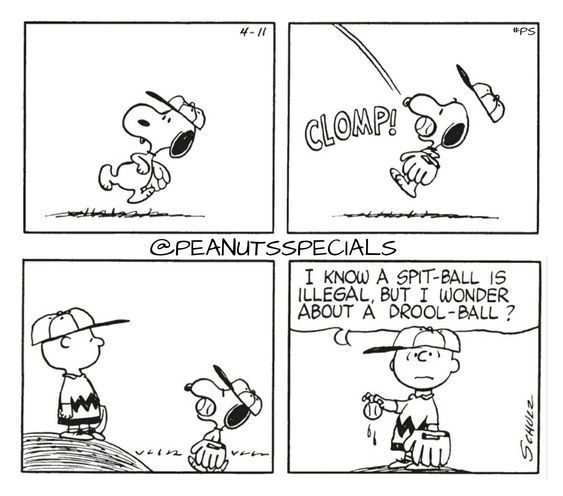 4-11
#PS
CLOMP!
@PEANUTSSPECIALS
I KNOW A SPIT-BALL IS
ILLEGAL, BUT I WONDER
ABOUT A DROOL-BALL?
SCHULZ